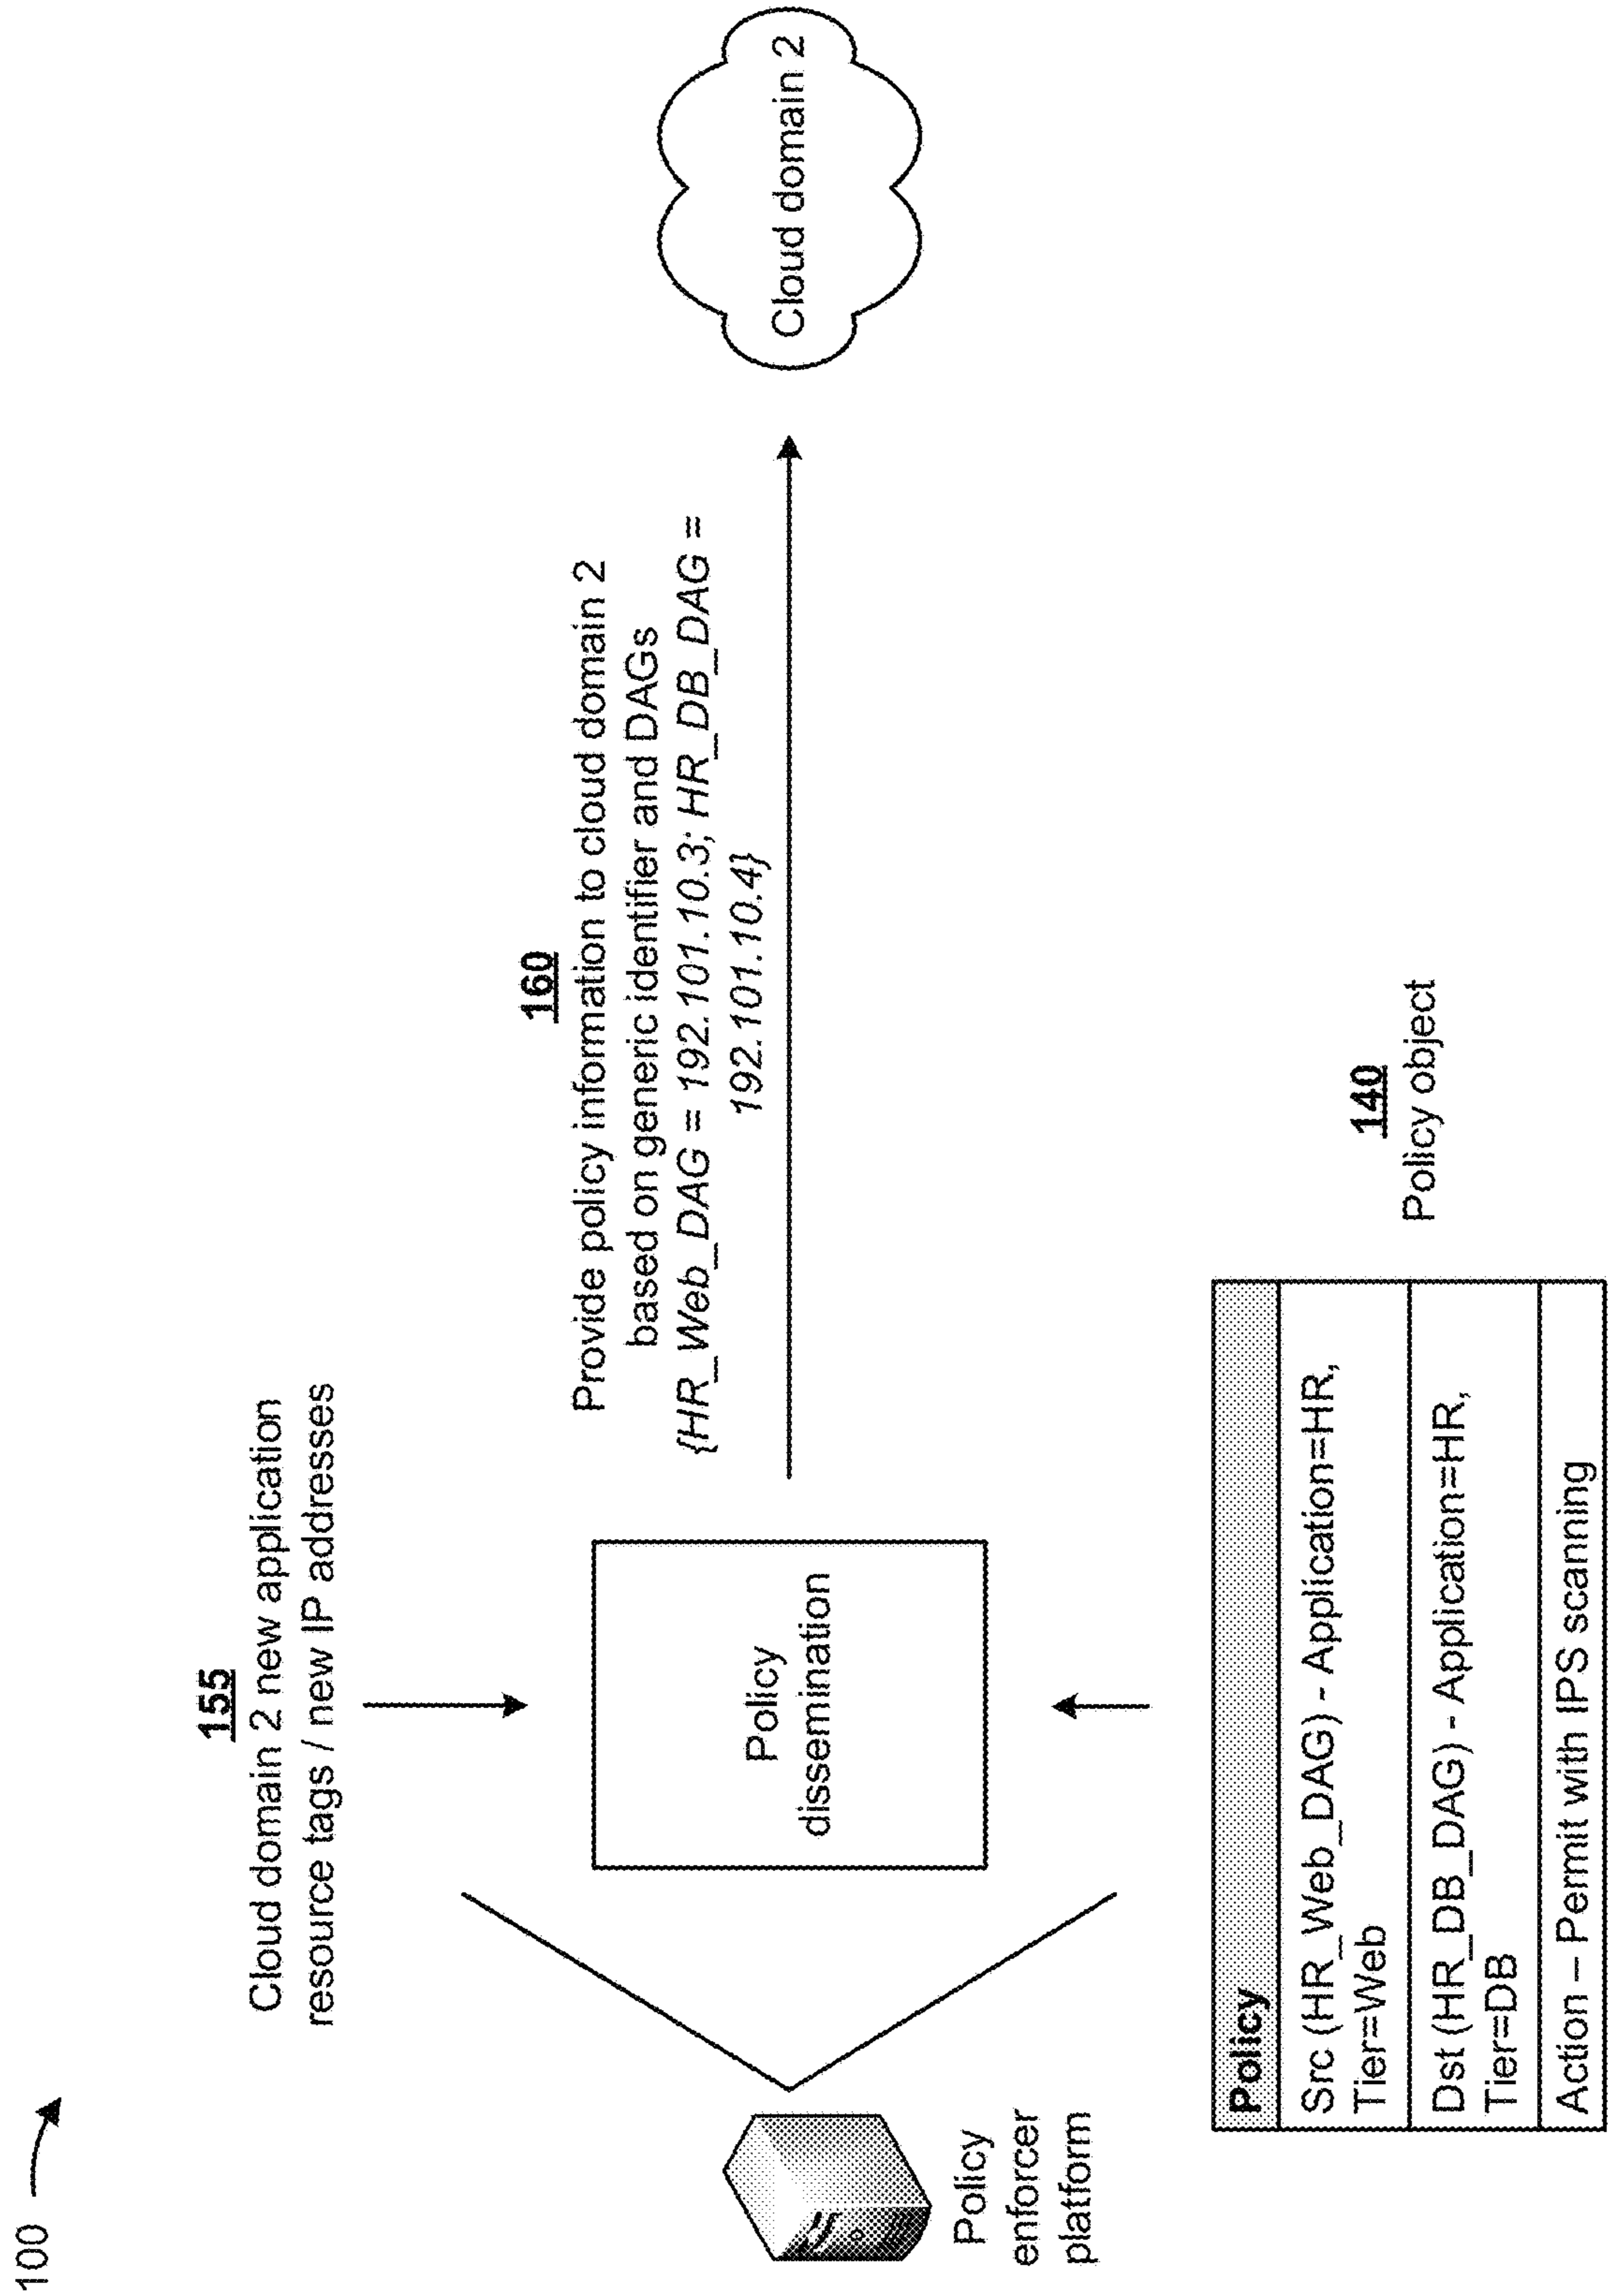 100
155
Cloud domain 2 new application
resource tags / new IP addresses
160
Provide policy information to cloud domain 2
based on generic identifier and DAGs
{HR_Web_DAG = 192.101.10.3; HR_DB_DAG =
192.101.10.4}
Policy
enforcer
platform
Policy
dissemination
Cloud domain 2
Policy
Src (HR_Web_DAG) - Application=HR,
Tier=Web
Dst (HR_DB_DAG) - Application=HR,
Tier=DB
Action – Permit with IPS scanning
140
Policy object